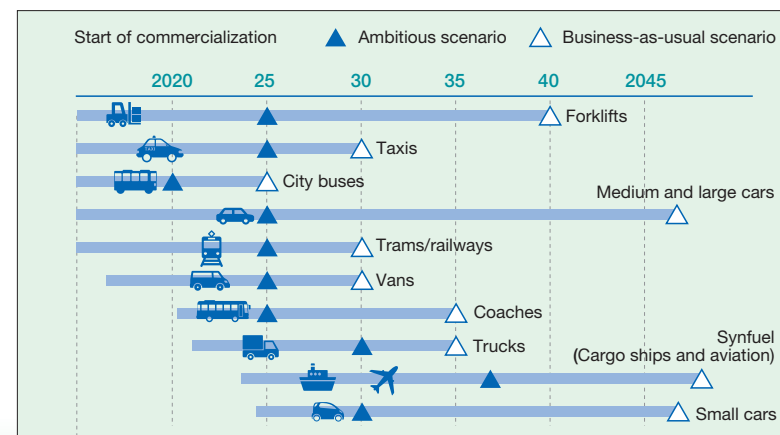 Start of commercialization Ambitious scenario Business-as-usual scenario
2020 25 30 35 40 2045
Forklifts
TAXI
Taxis
City buses
Medium and large cars
Trams/railways
Vans
Coaches
Trucks
Synfuel
(Cargo ships and aviation)
Small cars